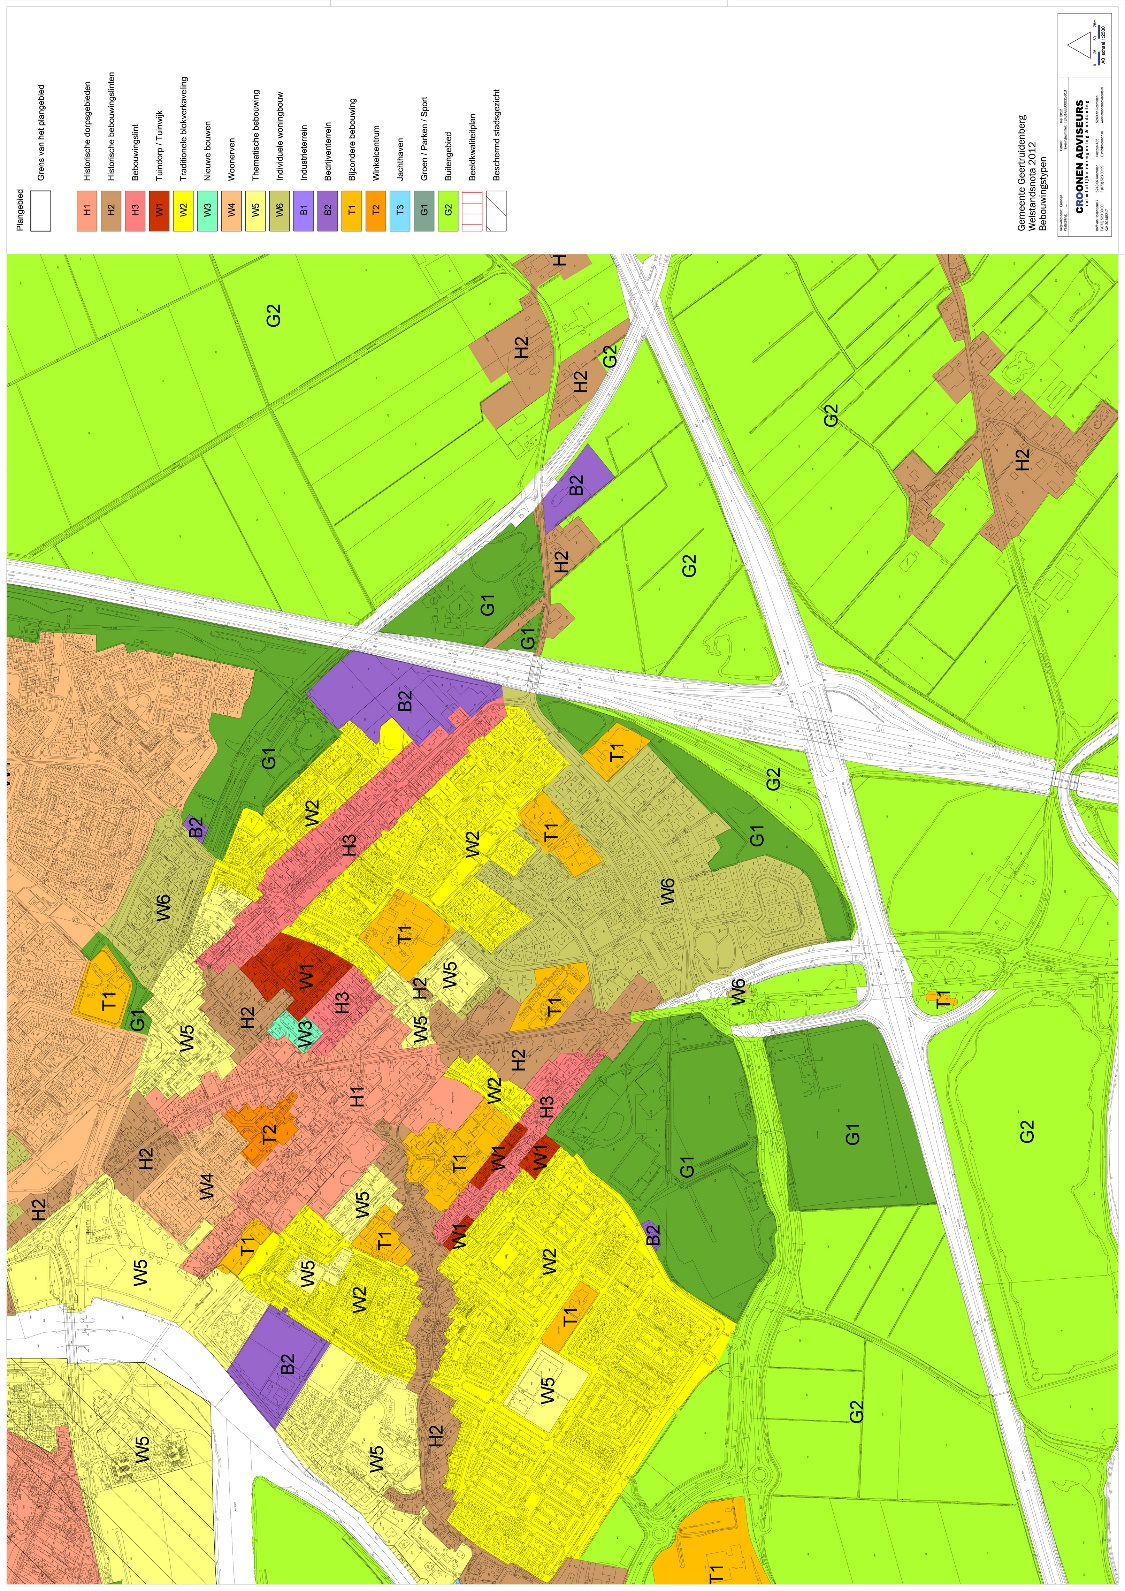 Plangebied
Grens van het plangebied
H1 Historische dorpsgebieden
H2 Historische bebouwingslinten
H3 Bebouwingslint
W1 Tuindorp / Tuinwijk
W2 Traditionele blokverkaveling
W3 Nieuwe bouwen
W4 Woonerven
W5 Thematische bebouwing
W6 Individuele woningbouw
B1 Industrieterrein
B2 Bedrijventerrein
T1 Bijzondere bebouwing
T2 Winkelcentrum
T3 Jachthaven
G1 Groen / Parken / Sport
G2 Buitengebied
Beeldkwaliteitplan
Beschermd stadsgezicht
Gemeente Geertruidenberg
Welstandsnota 2012
Bebouwingstypen
CROONEN ADVISEURS
G2
H
H2
H2
G2
G2
B2
H2
H2
G2
G1
G1
B2
G1
T1
G2
W2
B2
H3
W2
T1
G1
W6
W6
T1
W1
H2
W5
T1
G1
H3
T1
W6
T1
H2
W3
W5
W5
H2
H1
W2
H3
T2
G1
G2
H2
W1
W1
T1
G1
W4
W5
H2
T1
T1
W1
B2
W2
W5
W5
W2
T1
B2
W5
G2
W5
H2
W5
T1